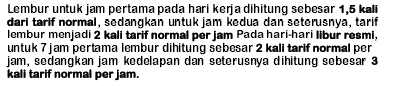 Lembur untuk jam pertama pada hari kerja dihitung sebesar 1,5 kali
dari tarif normal, sedangkan untuk jam kedua dan seterusnya, tarif
lembur menjadi 2 kali tarif normal per jam Pada hari-hari libur resmi,
untuk 7 jam pertama lembur dihitung sebesar 2 kali tarif normal per
jam, sedangkan jam kedelapan dan seterusnya dihitung sebesar 3
kali tarif normal per jam.